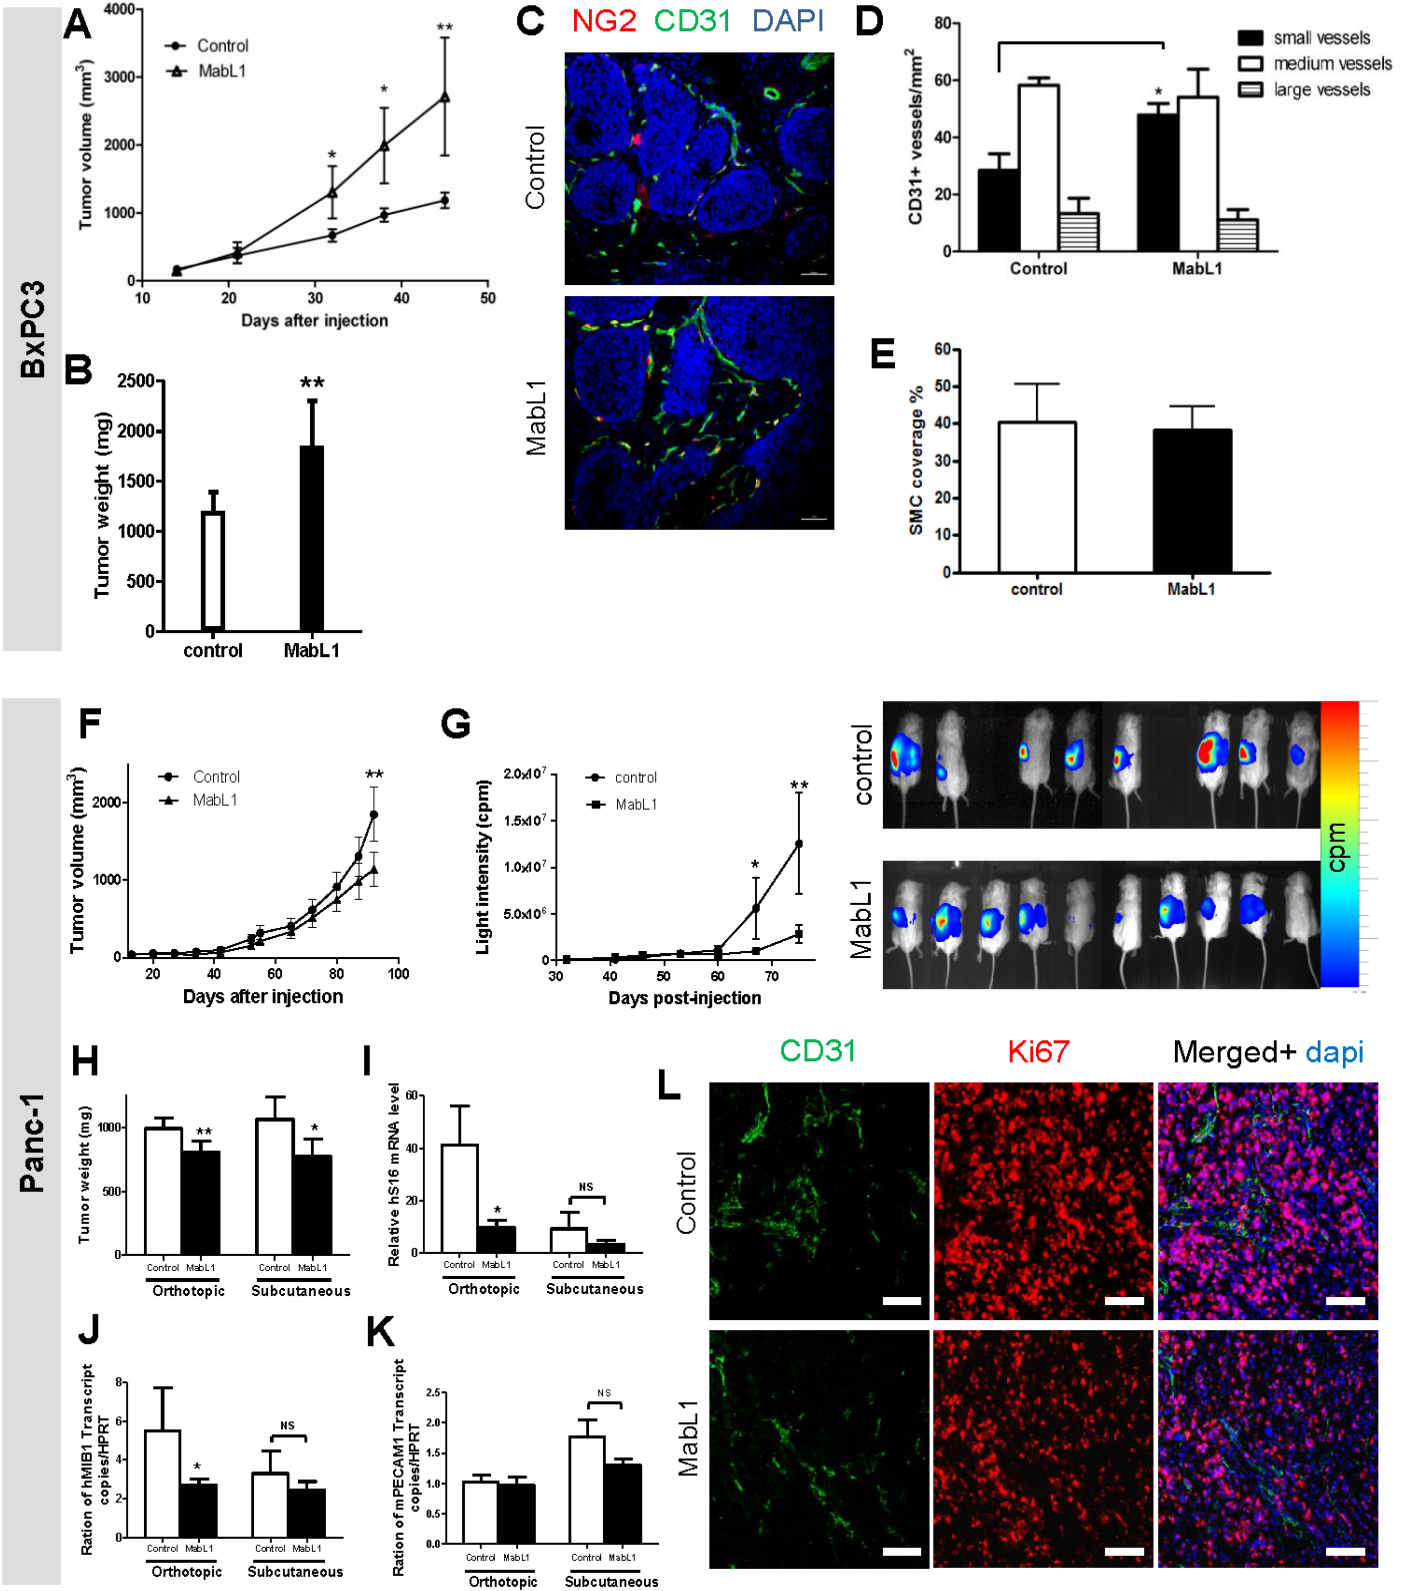 BxPC3
A
Tumor volume (mm3)
4000
3000
2000
1000
0
10 20 30 40 50
Days after injection
Control
MabL1
*
*
**
B
Tumor weight (mg)
2500
2000
1500
1000
500
0
control MabL1
**
C
NG2 CD31 DAPI
Control
MabL1
D
CD31+ vessels/mm2
80
60
40
20
0
Control MabL1
small vessels
medium vessels
large vessels
*
E
SMC coverage %
60
50
40
30
20
10
0
control MabL1
Panc-1
F
Tumor volume (mm3)
2000
1000
0
20 40 60 80 100
Days after injection
Control
MabL1
**
G
Light intensity (cpm)
2.0x107
1.5x107
1.0x107
5.0x106
0
30 40 50 60 70
Days post-injection
control
MabL1
*
**
control
MabL1
cpm
H
Tumor weight (mg)
1000
500
0
** *
Control MabL1 Control MabL1
Orthotopic Subcutaneous
I
Relative hS16 mRNA level
60
40
20
0
* NS
Control MabL1 Control MabL1
Orthotopic Subcutaneous
J
Ration of hMIB1 Transcript
copies/HPRT
8
6
4
2
0
* NS
Control MabL1 Control MabL1
Orthotopic Subcutaneous
K
Ration of mPECAM1 Transcript
copies/HPRT
2.5
2.0
1.5
1.0
0.5
0.0
NS
Control MabL1 Control MabL1
Orthotopic Subcutaneous
L
CD31 Ki67 Merged+ dapi
Control
MabL1